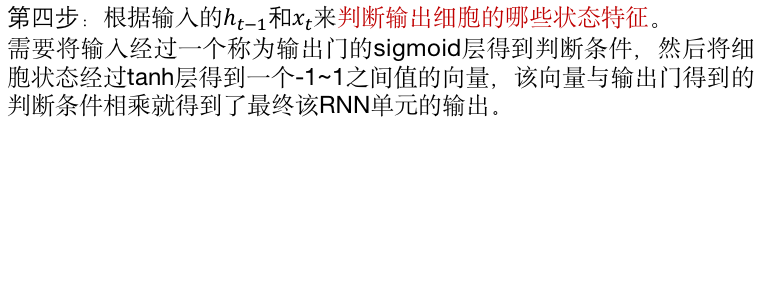 第四步：根据输入的$h_{t-1}$和$x_t$来判断输出细胞的哪些状态特征。
需要将输入经过一个称为输出门的sigmoid层得到判断条件，然后将细
胞状态经过tanh层得到一个-1~1之间值的向量，该向量与输出门得到的
判断条件相乘就得到了最终该RNN单元的输出。